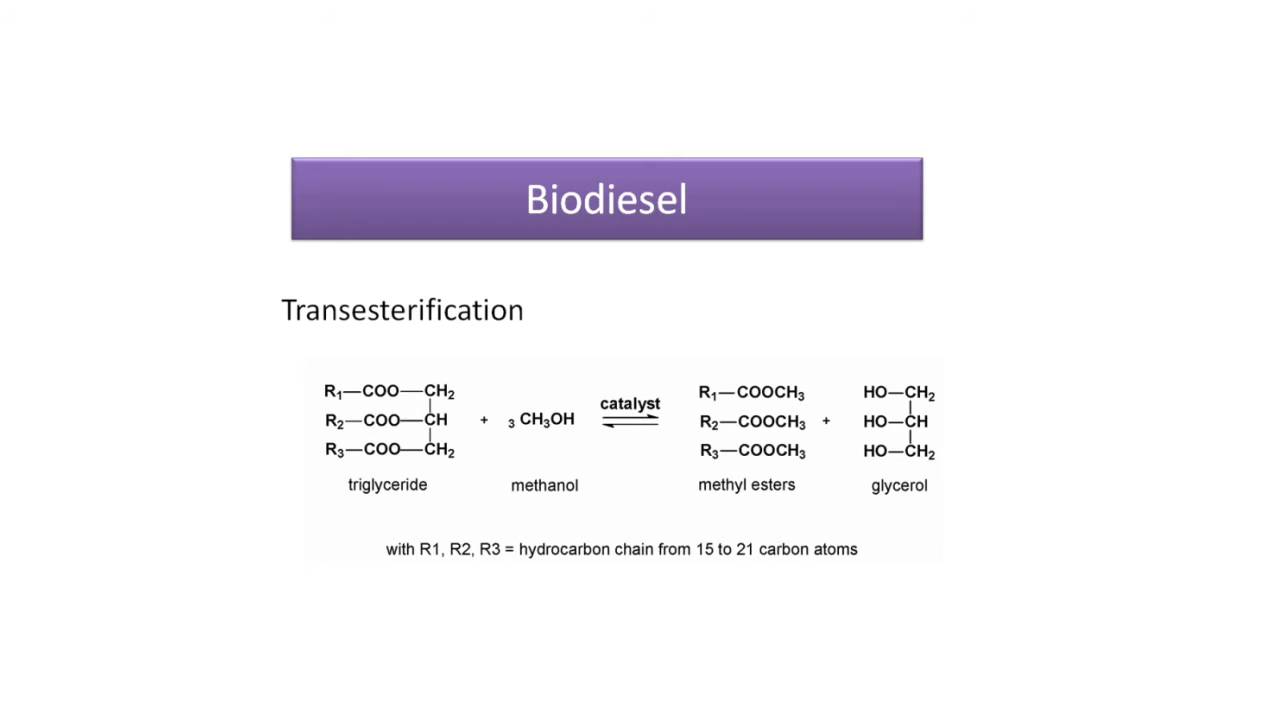 Biodiesel
Transesterification
R₁—COO—CH₂
R₂—COO—CH + ₃ CH₃OH
R₃—COO—CH₂
catalyst
R₁—COOCH₃
R₂—COOCH₃ +
R₃—COOCH₃
HO—CH₂
HO—CH
HO—CH₂
triglyceride methanol methyl esters glycerol
with R1, R2, R3 = hydrocarbon chain from 15 to 21 carbon atoms